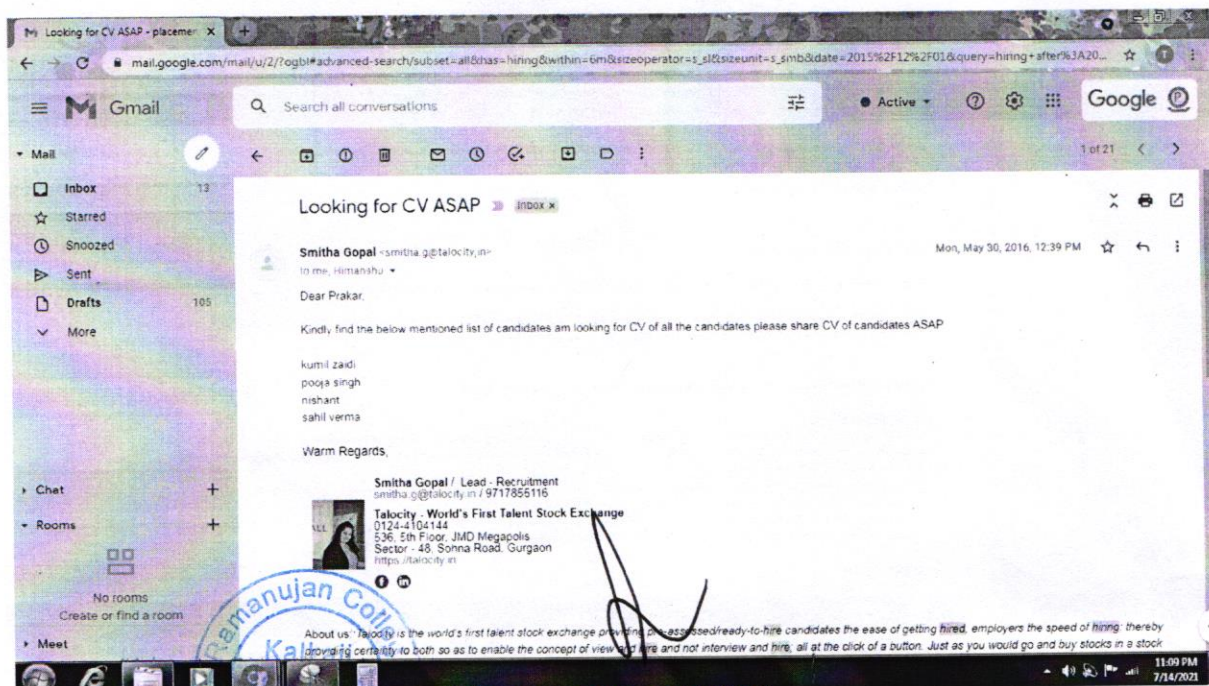 Looking for CV ASAP - placemen X +
mail.google.com/mail/u/2/?ogbl#advanced-search/subset=all&has=hiring&within=6m&sizeoperator=s_sl&sizeunit=s_smb&date=2015%2F12%2F01&query=hiring+after%3A20...
Gmail
Search all conversations
Active
Google
Mail
1 of 21
Inbox 13
Starred
Snoozed
Sent
Drafts 105
More
Looking for CV ASAP Inbox x
Smitha Gopal <smitha.g@talocity.in>
Mon, May 30, 2016, 12:39 PM
to me, Himanshu
Dear Prakar,
Kindly find the below mentioned list of candidates am looking for CV of all the candidates please share CV of candidates ASAP
kumil zaidi
pooja singh
nishant
sahil verma
Warm Regards,
Smitha Gopal / Lead - Recruitment
smitha.g@talocity.in / 9717855116
Talocity - World's First Talent Stock Exchange
0124-4104144
536, 5th Floor, JMD Megapolis
Sector - 48, Sohna Road, Gurgaon
https://talocity.in
Chat +
Rooms +
No rooms
Create or find a room
Meet
About us: Talocity is the world's first talent stock exchange providing pre-assessed/ready-to-hire candidates the ease of getting hired, employers the speed of hiring: thereby
providing certainty to both so as to enable the concept of view and hire and not interview and hire, all at the click of a button. Just as you would go and buy stocks in a stock
Ramanujan
11:09 PM
7/14/2021